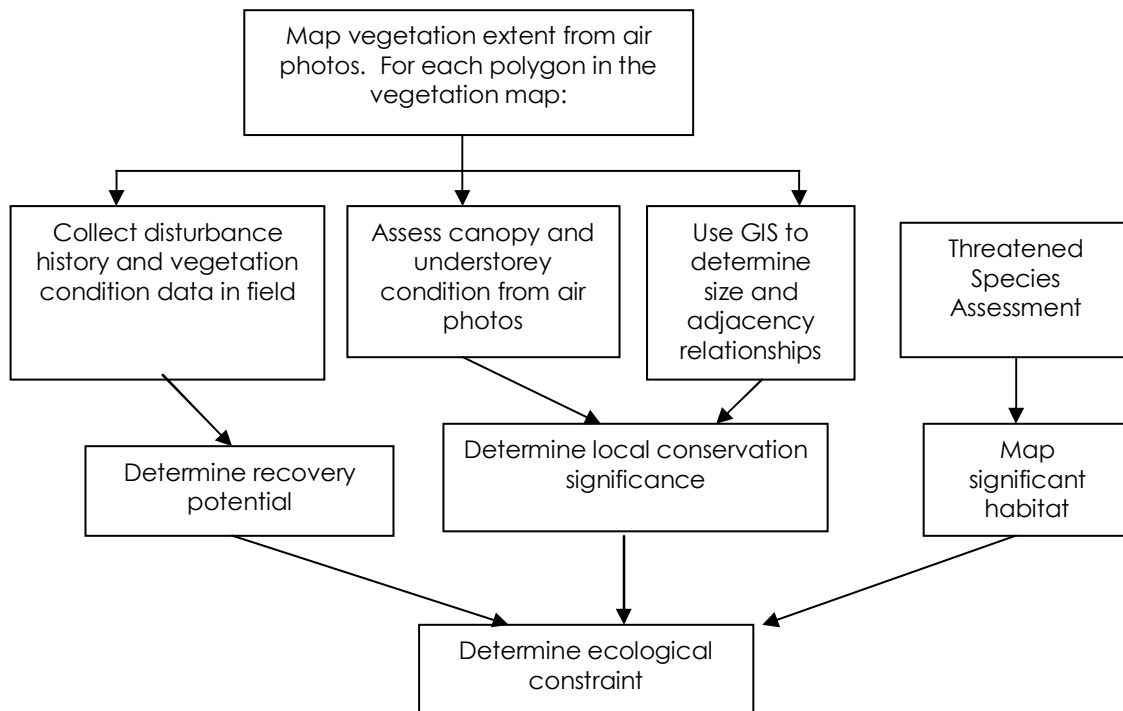 Map vegetation extent from air
photos.  For each polygon in the
vegetation map:
Collect disturbance
history and vegetation
condition data in field
Assess canopy and
understorey
condition from air
photos
Use GIS to
determine
size and
adjacency
relationships
Threatened
Species
Assessment
Determine recovery
potential
Determine local conservation
significance
Map
significant
habitat
Determine ecological
constraint